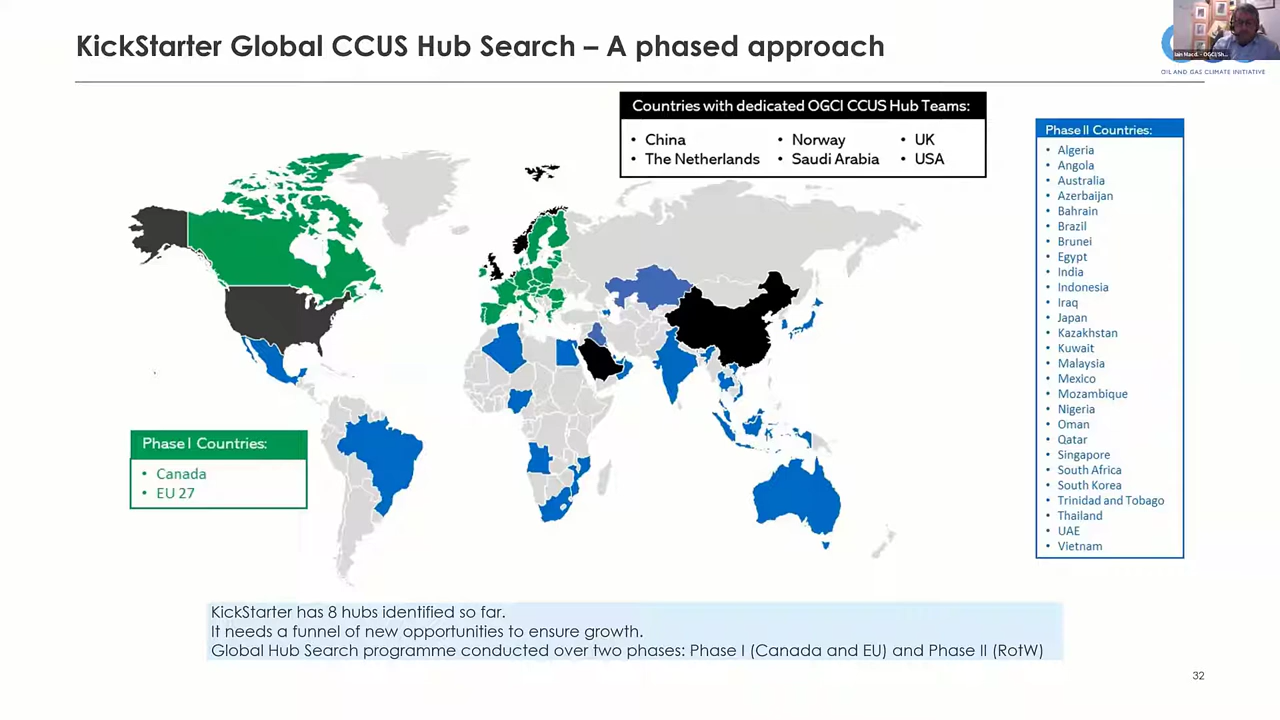 KickStarter Global CCUS Hub Search – A phased approach
OIL AND GAS CLIMATE INITIATIVE
Countries with dedicated OGCI CCUS Hub Teams:
• China • Norway • UK
• The Netherlands • Saudi Arabia • USA
Phase II Countries:
• Algeria
• Angola
• Australia
• Azerbaijan
• Bahrain
• Brazil
• Brunei
• Egypt
• India
• Indonesia
• Iraq
• Japan
• Kazakhstan
• Kuwait
• Malaysia
• Mexico
• Mozambique
• Nigeria
• Oman
• Qatar
• Singapore
• South Africa
• South Korea
• Trinidad and Tobago
• Thailand
• UAE
• Vietnam
Phase I Countries:
• Canada
• EU 27
KickStarter has 8 hubs identified so far.
It needs a funnel of new opportunities to ensure growth.
Global Hub Search programme conducted over two phases: Phase I (Canada and EU) and Phase II (RotW)
32